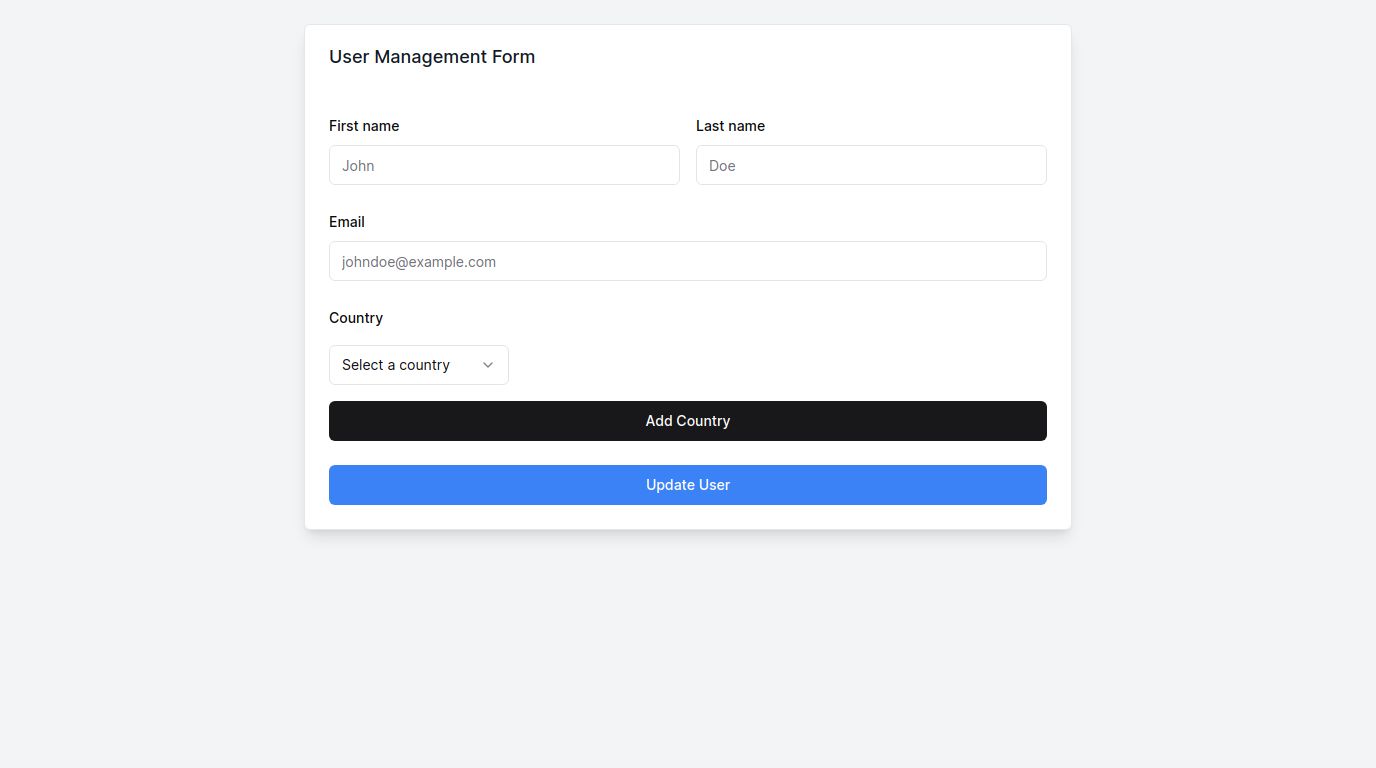 User Management Form
First name
Last name
John
Doe
Email
johndoe@example.com
Country
Select a country
Add Country
Update User